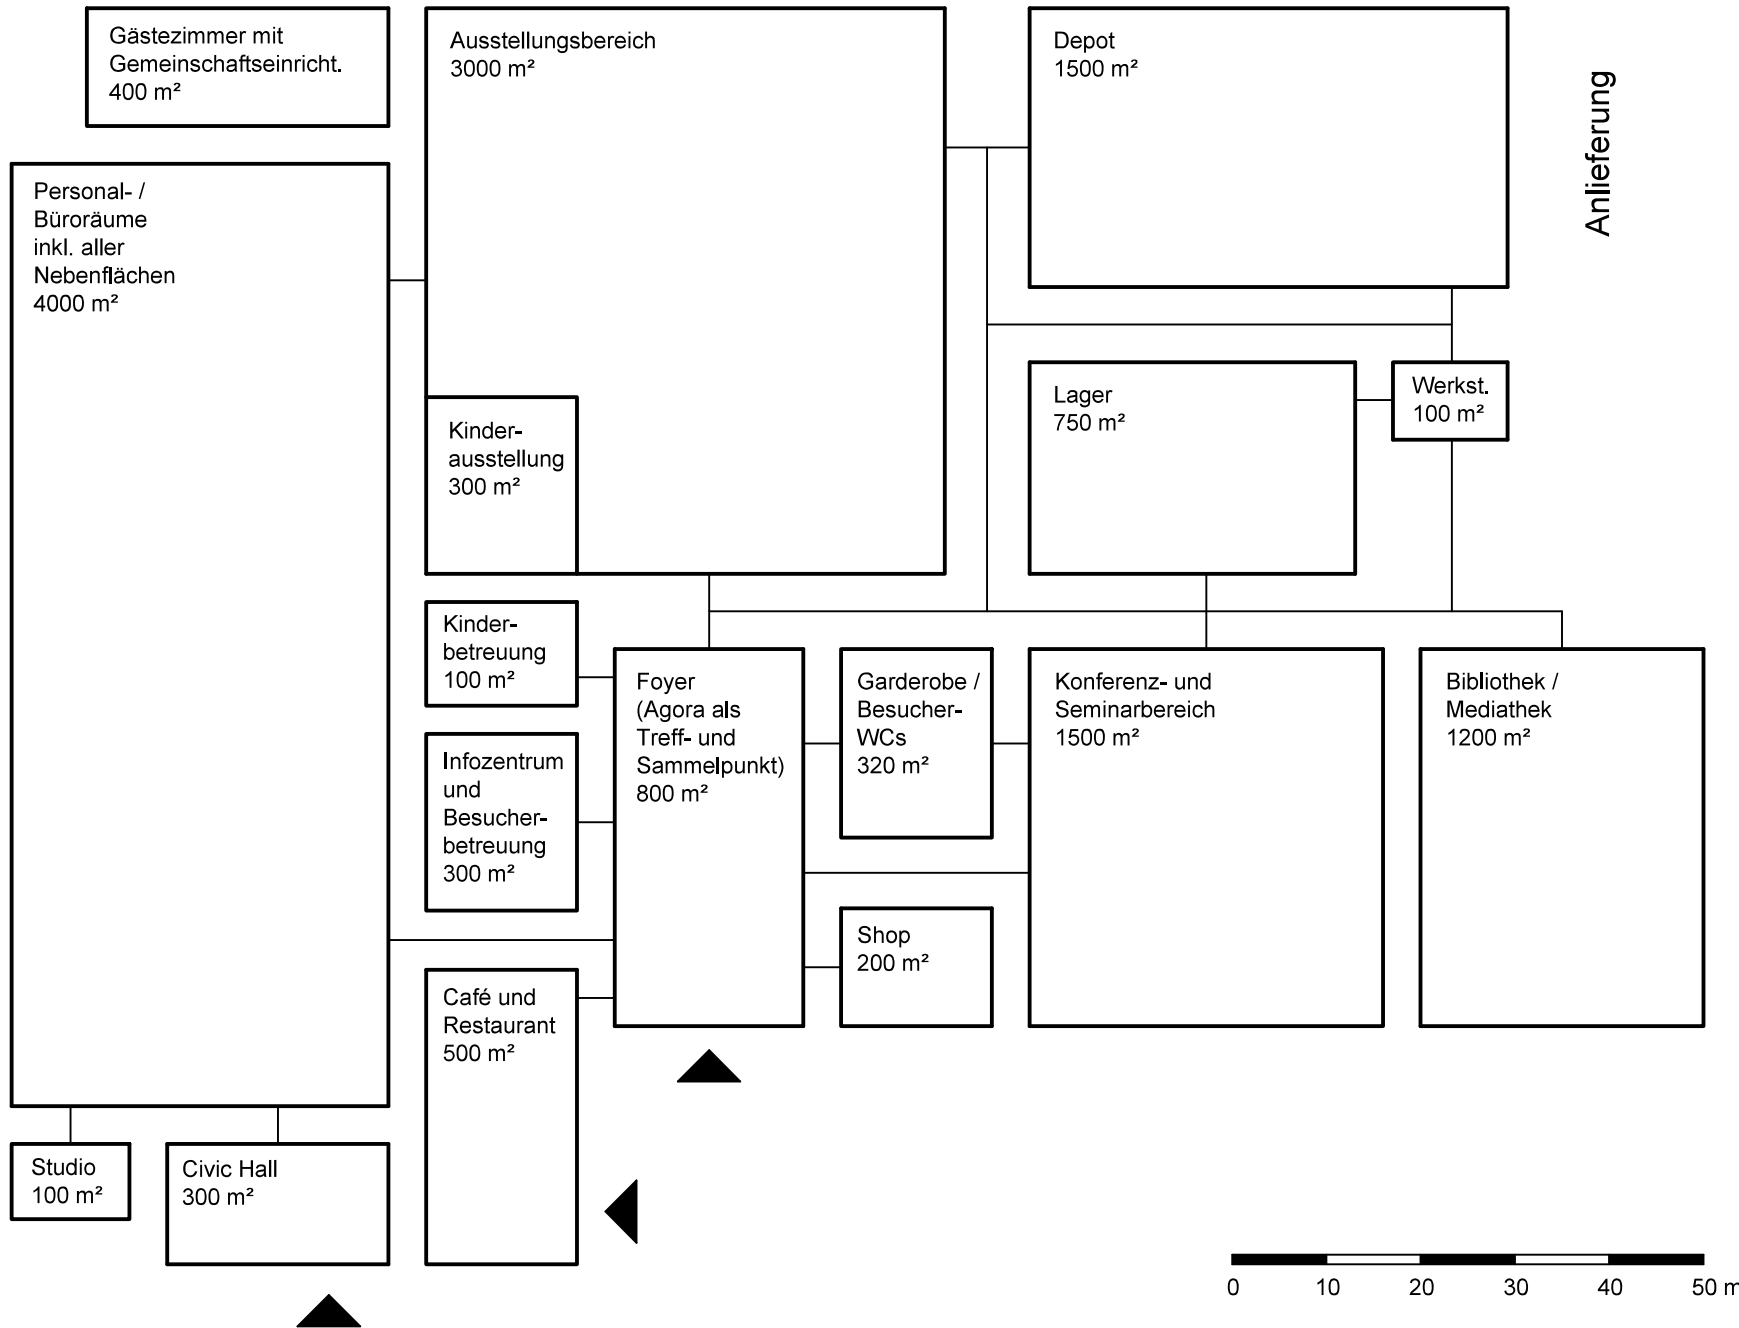 Gästezimmer mit
Gemeinschaftseinricht.
400 m²
Ausstellungsbereich
3000 m²
Depot
1500 m²
Anlieferung
Personal- /
Büroräume
inkl. aller
Nebenflächen
4000 m²
Kinder-
ausstellung
300 m²
Lager
750 m²
Werkst.
100 m²
Kinder-
betreuung
100 m²
Infozentrum
und
Besucher-
betreuung
300 m²
Foyer
(Agora als
Treff- und
Sammelpunkt)
800 m²
Garderobe /
Besucher-
WCs
320 m²
Konferenz- und
Seminarbereich
1500 m²
Bibliothek /
Mediathek
1200 m²
Shop
200 m²
Café und
Restaurant
500 m²
Studio
100 m²
Civic Hall
300 m²
0 10 20 30 40 50 m